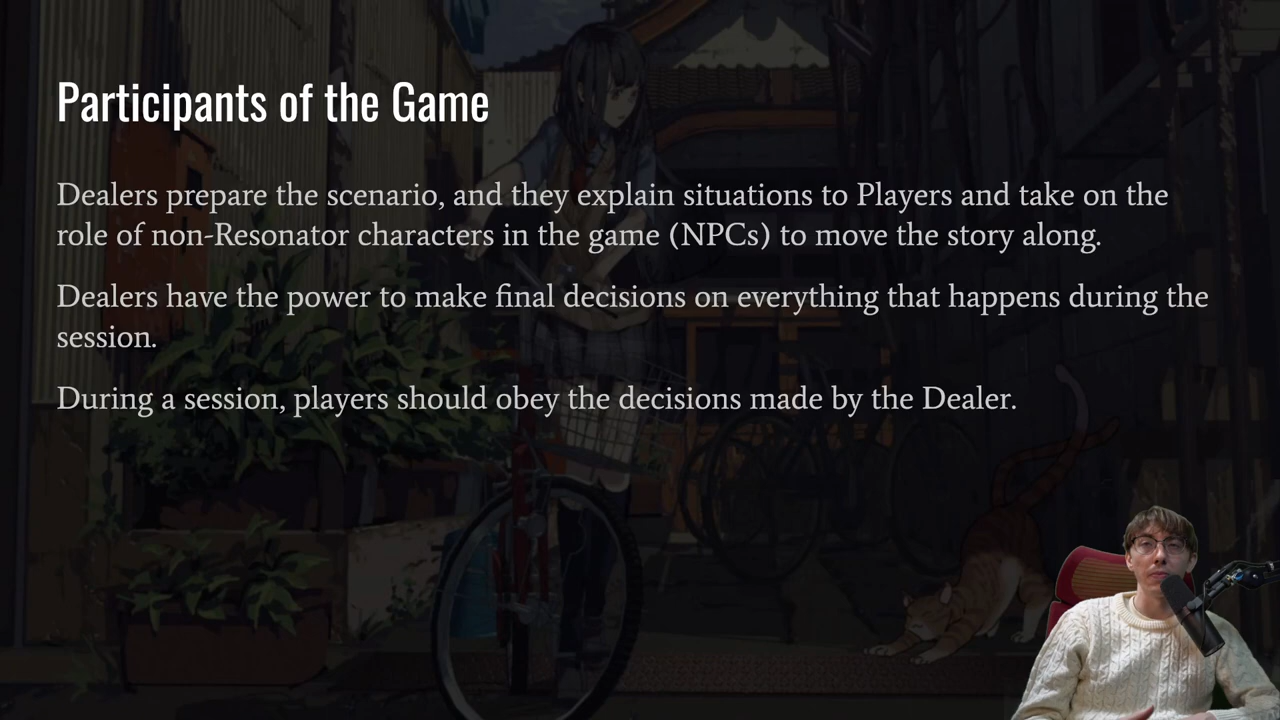 Participants of the Game
Dealers prepare the scenario, and they explain situations to Players and take on the
role of non-Resonator characters in the game (NPCs) to move the story along.
Dealers have the power to make final decisions on everything that happens during the
session.
During a session, players should obey the decisions made by the Dealer.